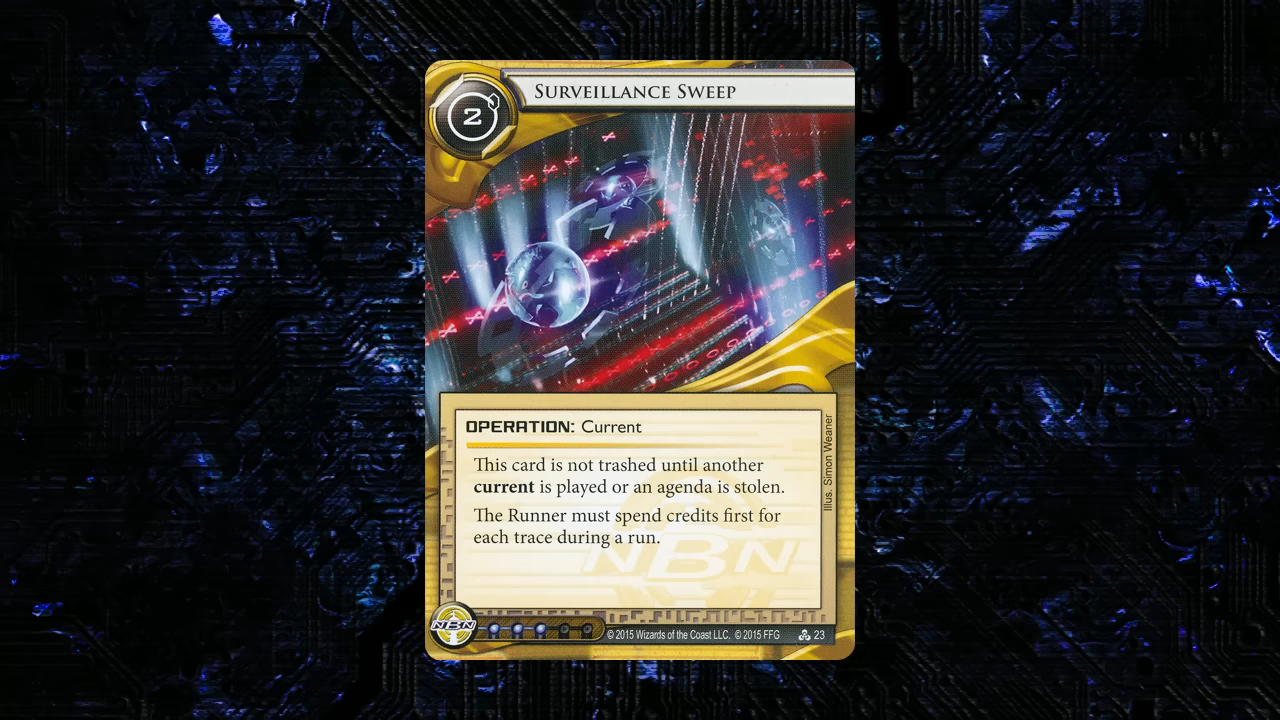 2
SURVEILLANCE SWEEP
OPERATION: Current
This card is not trashed until another
current is played or an agenda is stolen.
The Runner must spend credits first for
each trace during a run.
NBN
Illus. Simon Weaner
NBN
© 2015 Wizards of the Coast LLC. © 2015 FFG
23